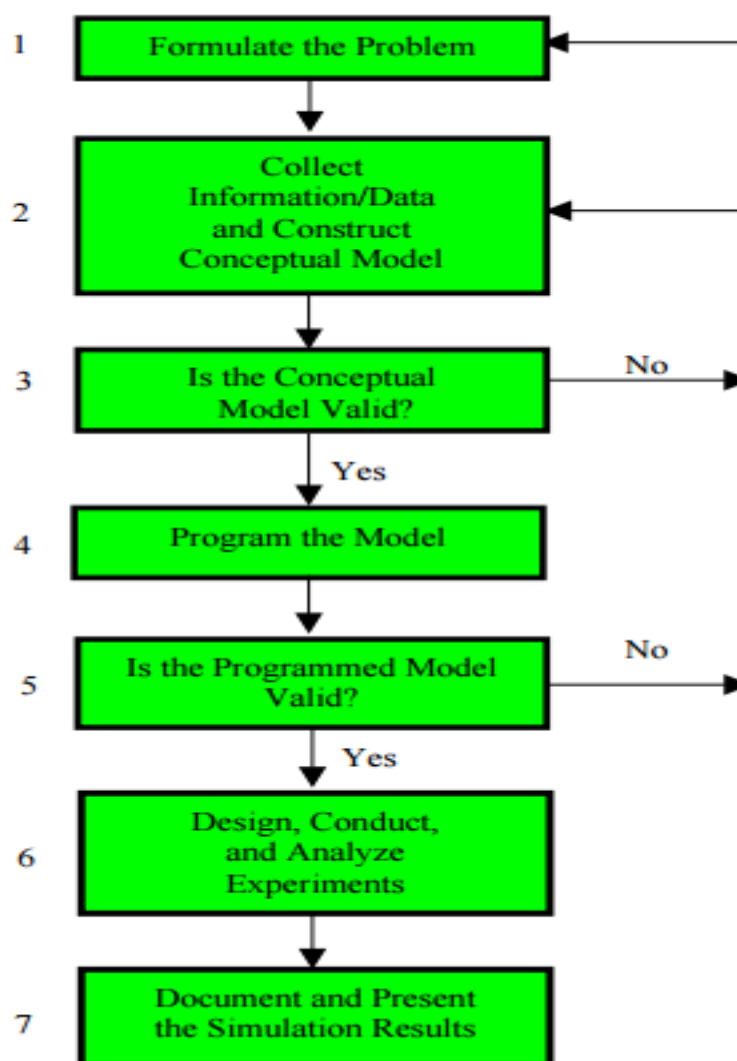 1
Formulate the Problem
2
Collect
Information/Data
and Construct
Conceptual Model
3
Is the Conceptual
Model Valid?
No
Yes
4
Program the Model
5
Is the Programmed Model
Valid?
No
Yes
6
Design, Conduct,
and Analyze
Experiments
7
Document and Present
the Simulation Results